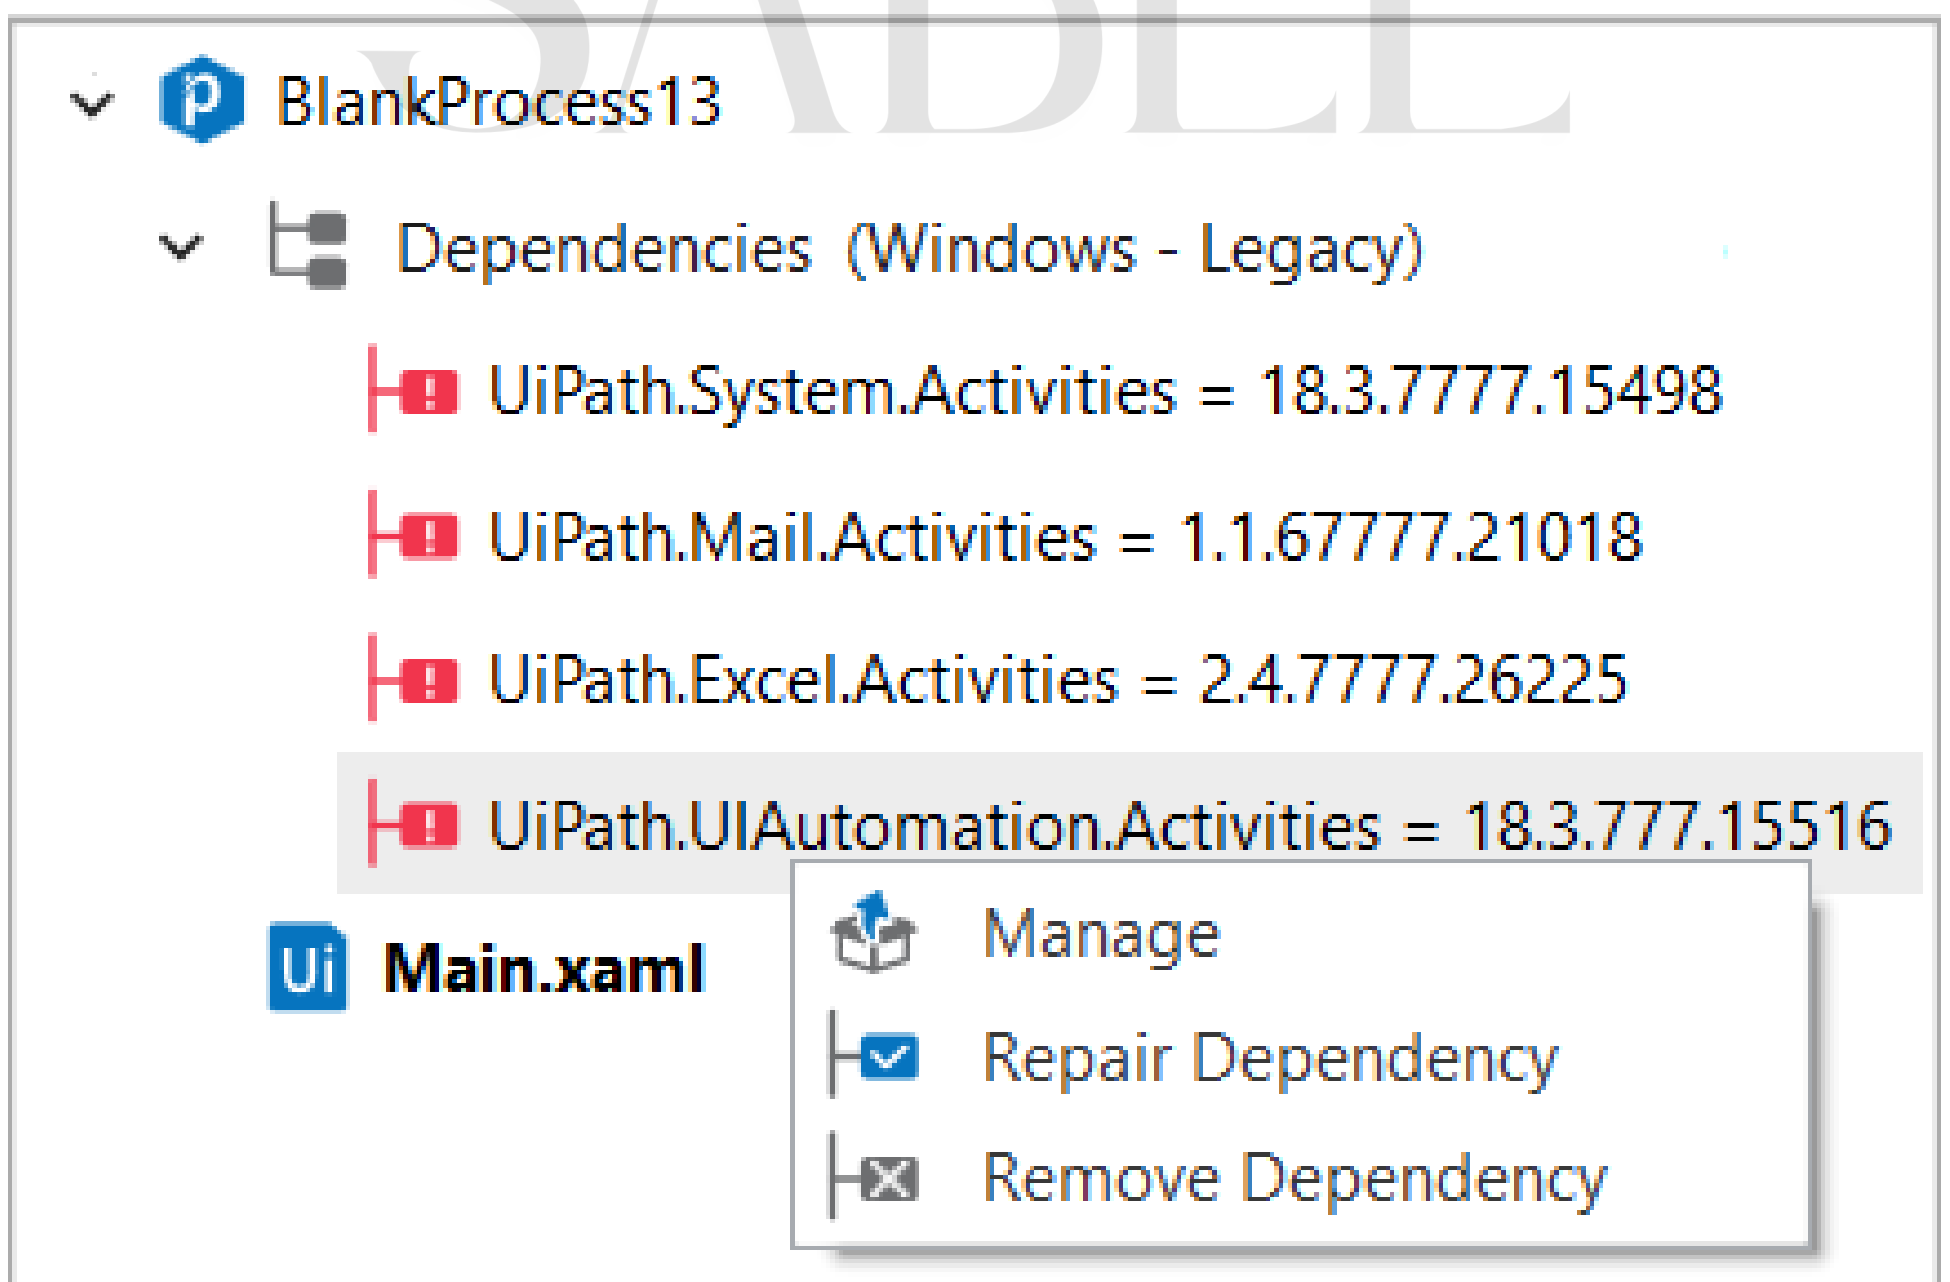 BlankProcess13
Dependencies (Windows - Legacy)
UiPath.System.Activities = 18.3.7777.15498
UiPath.Mail.Activities = 1.1.67777.21018
UiPath.Excel.Activities = 2.4.7777.26225
UiPath.UIAutomation.Activities = 18.3.777.15516
Ui Main.xaml
Manage
Repair Dependency
Remove Dependency